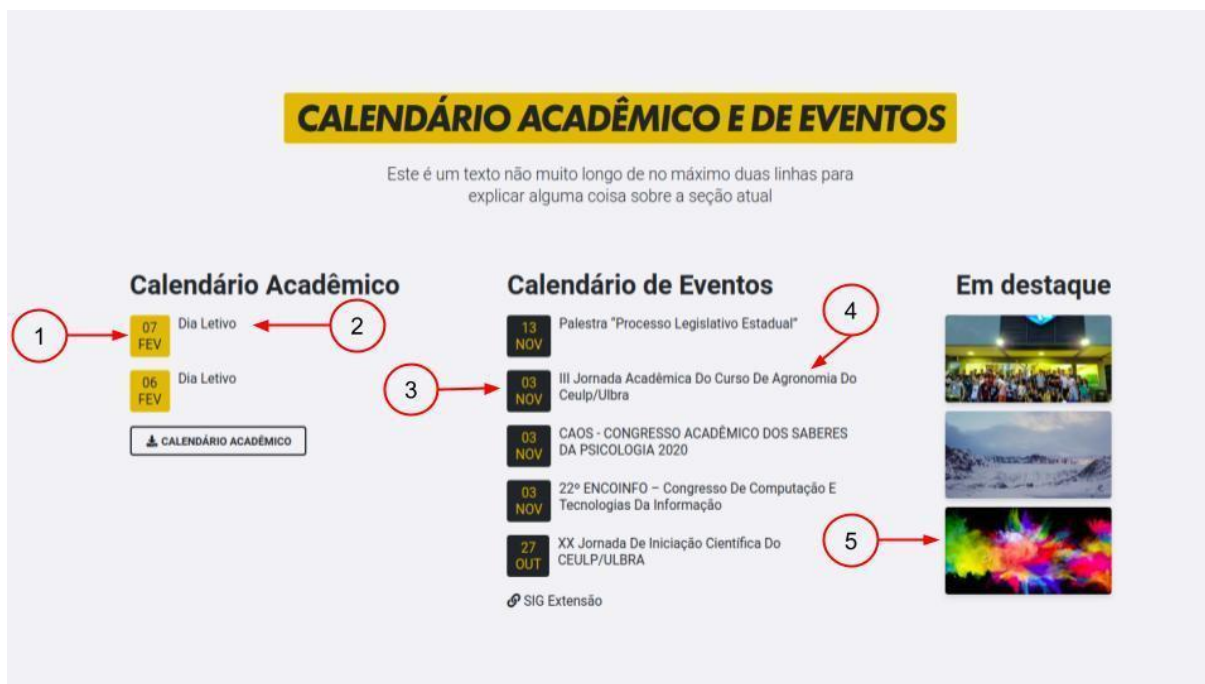 CALENDÁRIO ACADÊMICO E DE EVENTOS
Este é um texto não muito longo de no máximo duas linhas para
explicar alguma coisa sobre a seção atual
Calendário Acadêmico
1
07
FEV
Dia Letivo
2
06
FEV
Dia Letivo
CALENDÁRIO ACADÊMICO
Calendário de Eventos
4
13
NOV
Palestra "Processo Legislativo Estadual"
3
03
NOV
III Jornada Acadêmica Do Curso De Agronomia Do
Ceulp/Ulbra
03
NOV
CAOS - CONGRESSO ACADÊMICO DOS SABERES
DA PSICOLOGIA 2020
03
NOV
22º ENCOINFO – Congresso De Computação E
Tecnologias Da Informação
27
OUT
XX Jornada De Iniciação Científica Do
CEULP/ULBRA
SIG Extensão
Em destaque
5